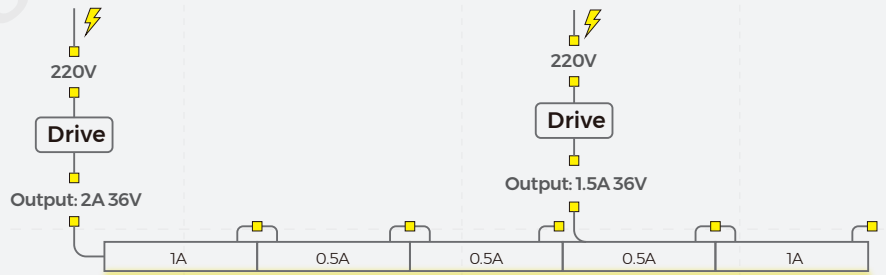 220V
Drive
Output: 2A 36V
220V
Drive
Output: 1.5A 36V
1A
0.5A
0.5A
0.5A
1A